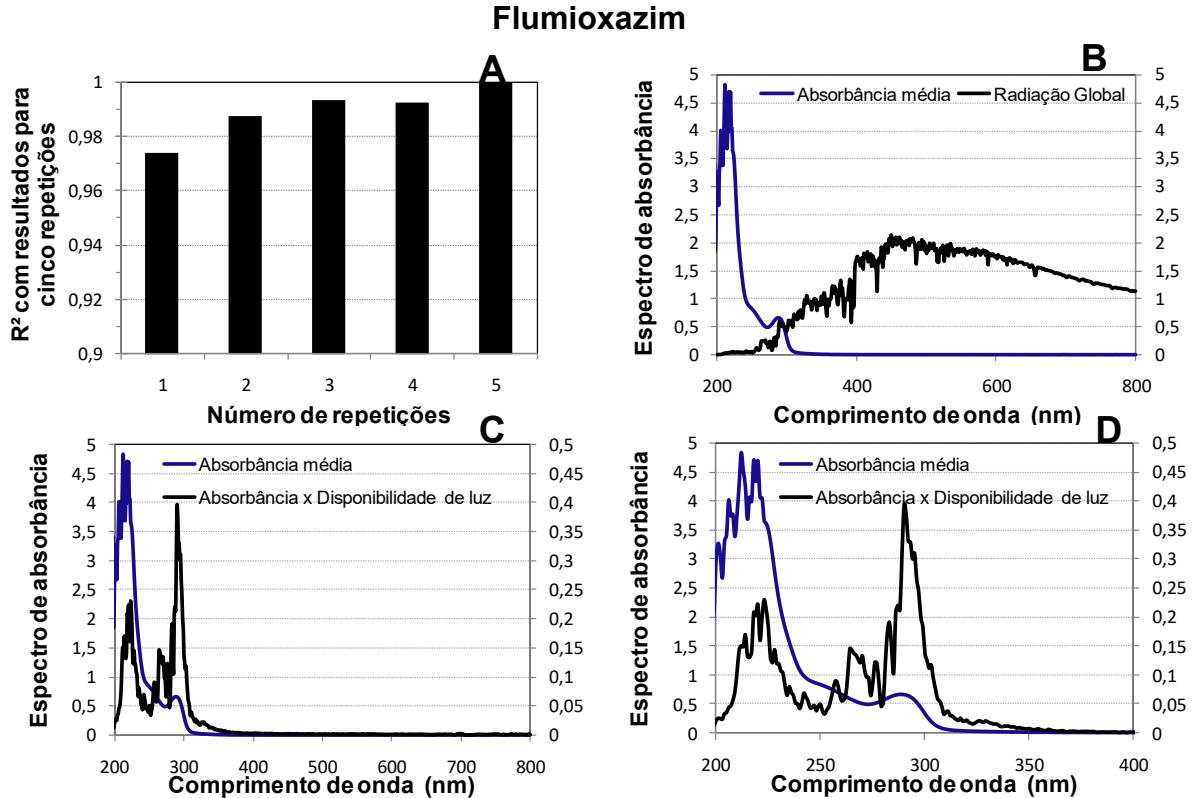 Flumioxazim
A
R² com resultados para
cinco repetições
1
0,98
0,96
0,94
0,92
0,9
1 2 3 4 5
Número de repetições
B
Espectro de absorbância
Absorbância média Radiação Global
5 5
4,5 4,5
4 4
3,5 3,5
3 3
2,5 2,5
2 2
1,5 1,5
1 1
0,5 0,5
0 0
200 400 600 800
Comprimento de onda (nm)
C
Espectro de absorbância
Absorbância média
Absorbância x Disponibilidade de luz
5 0,5
4,5 0,45
4 0,4
3,5 0,35
3 0,3
2,5 0,25
2 0,2
1,5 0,15
1 0,1
0,5 0,05
0 0
200 300 400 500 600 700 800
Comprimento de onda (nm)
D
Espectro de absorbância
Absorbância média
Absorbância x Disponibilidade de luz
5 0,5
4,5 0,45
4 0,4
3,5 0,35
3 0,3
2,5 0,25
2 0,2
1,5 0,15
1 0,1
0,5 0,05
0 0
200 250 300 350 400
Comprimento de onda (nm)